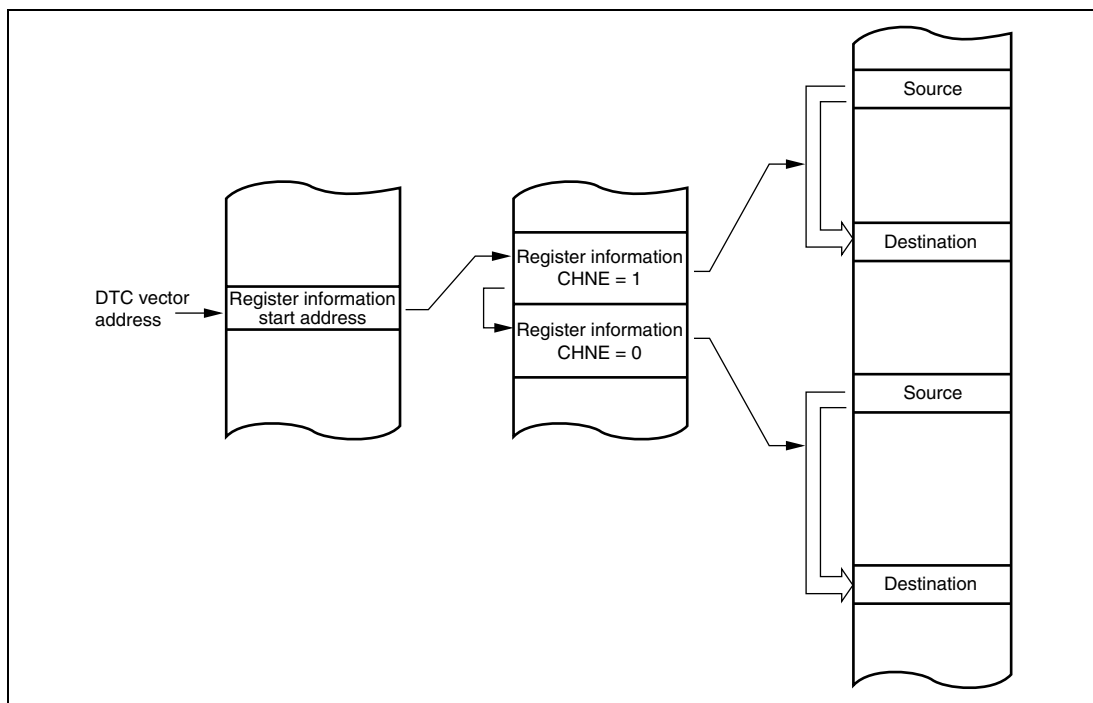 DTC vector
address
Register information
start address
Register information
CHNE = 1
Register information
CHNE = 0
Source
Destination
Source
Destination